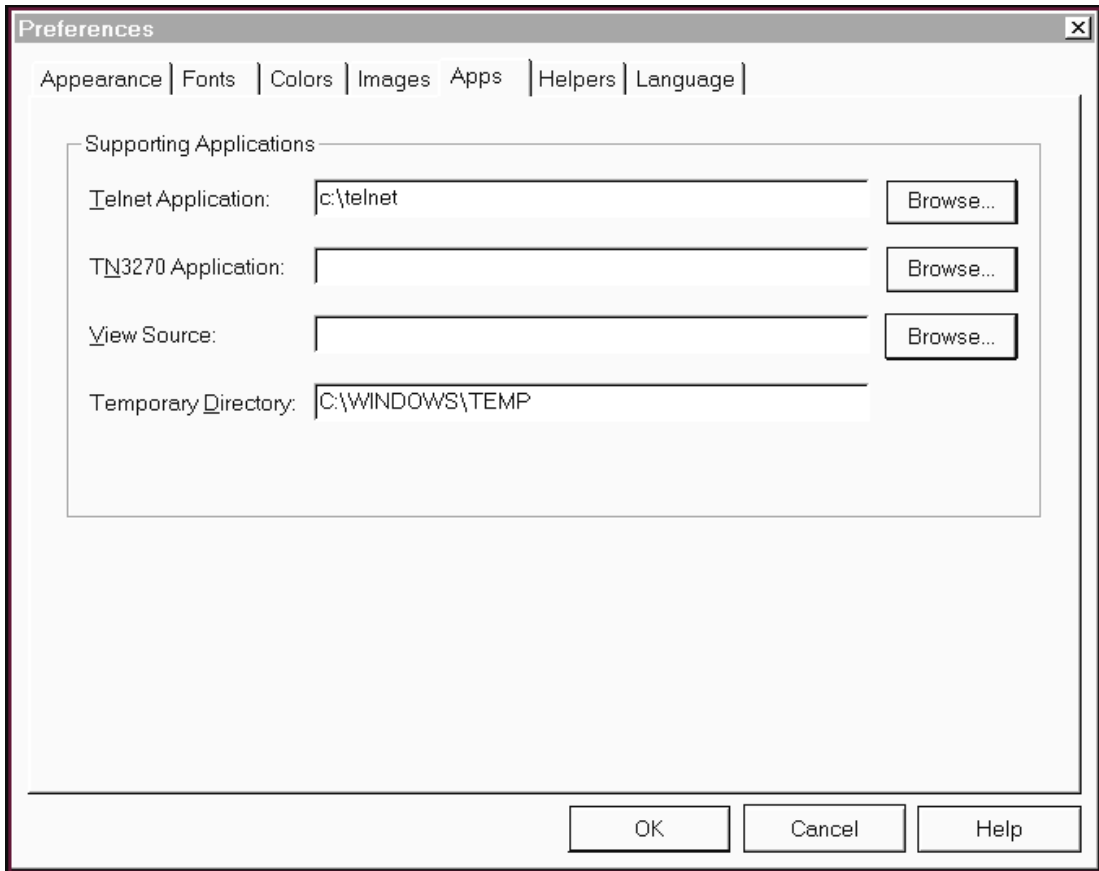 Preferences
Appearance Fonts Colors Images Apps Helpers Language
Supporting Applications
Telnet Application: c:\telnet Browse...
TN3270 Application: Browse...
View Source: Browse...
Temporary Directory: C:\WINDOWS\TEMP
OK Cancel Help